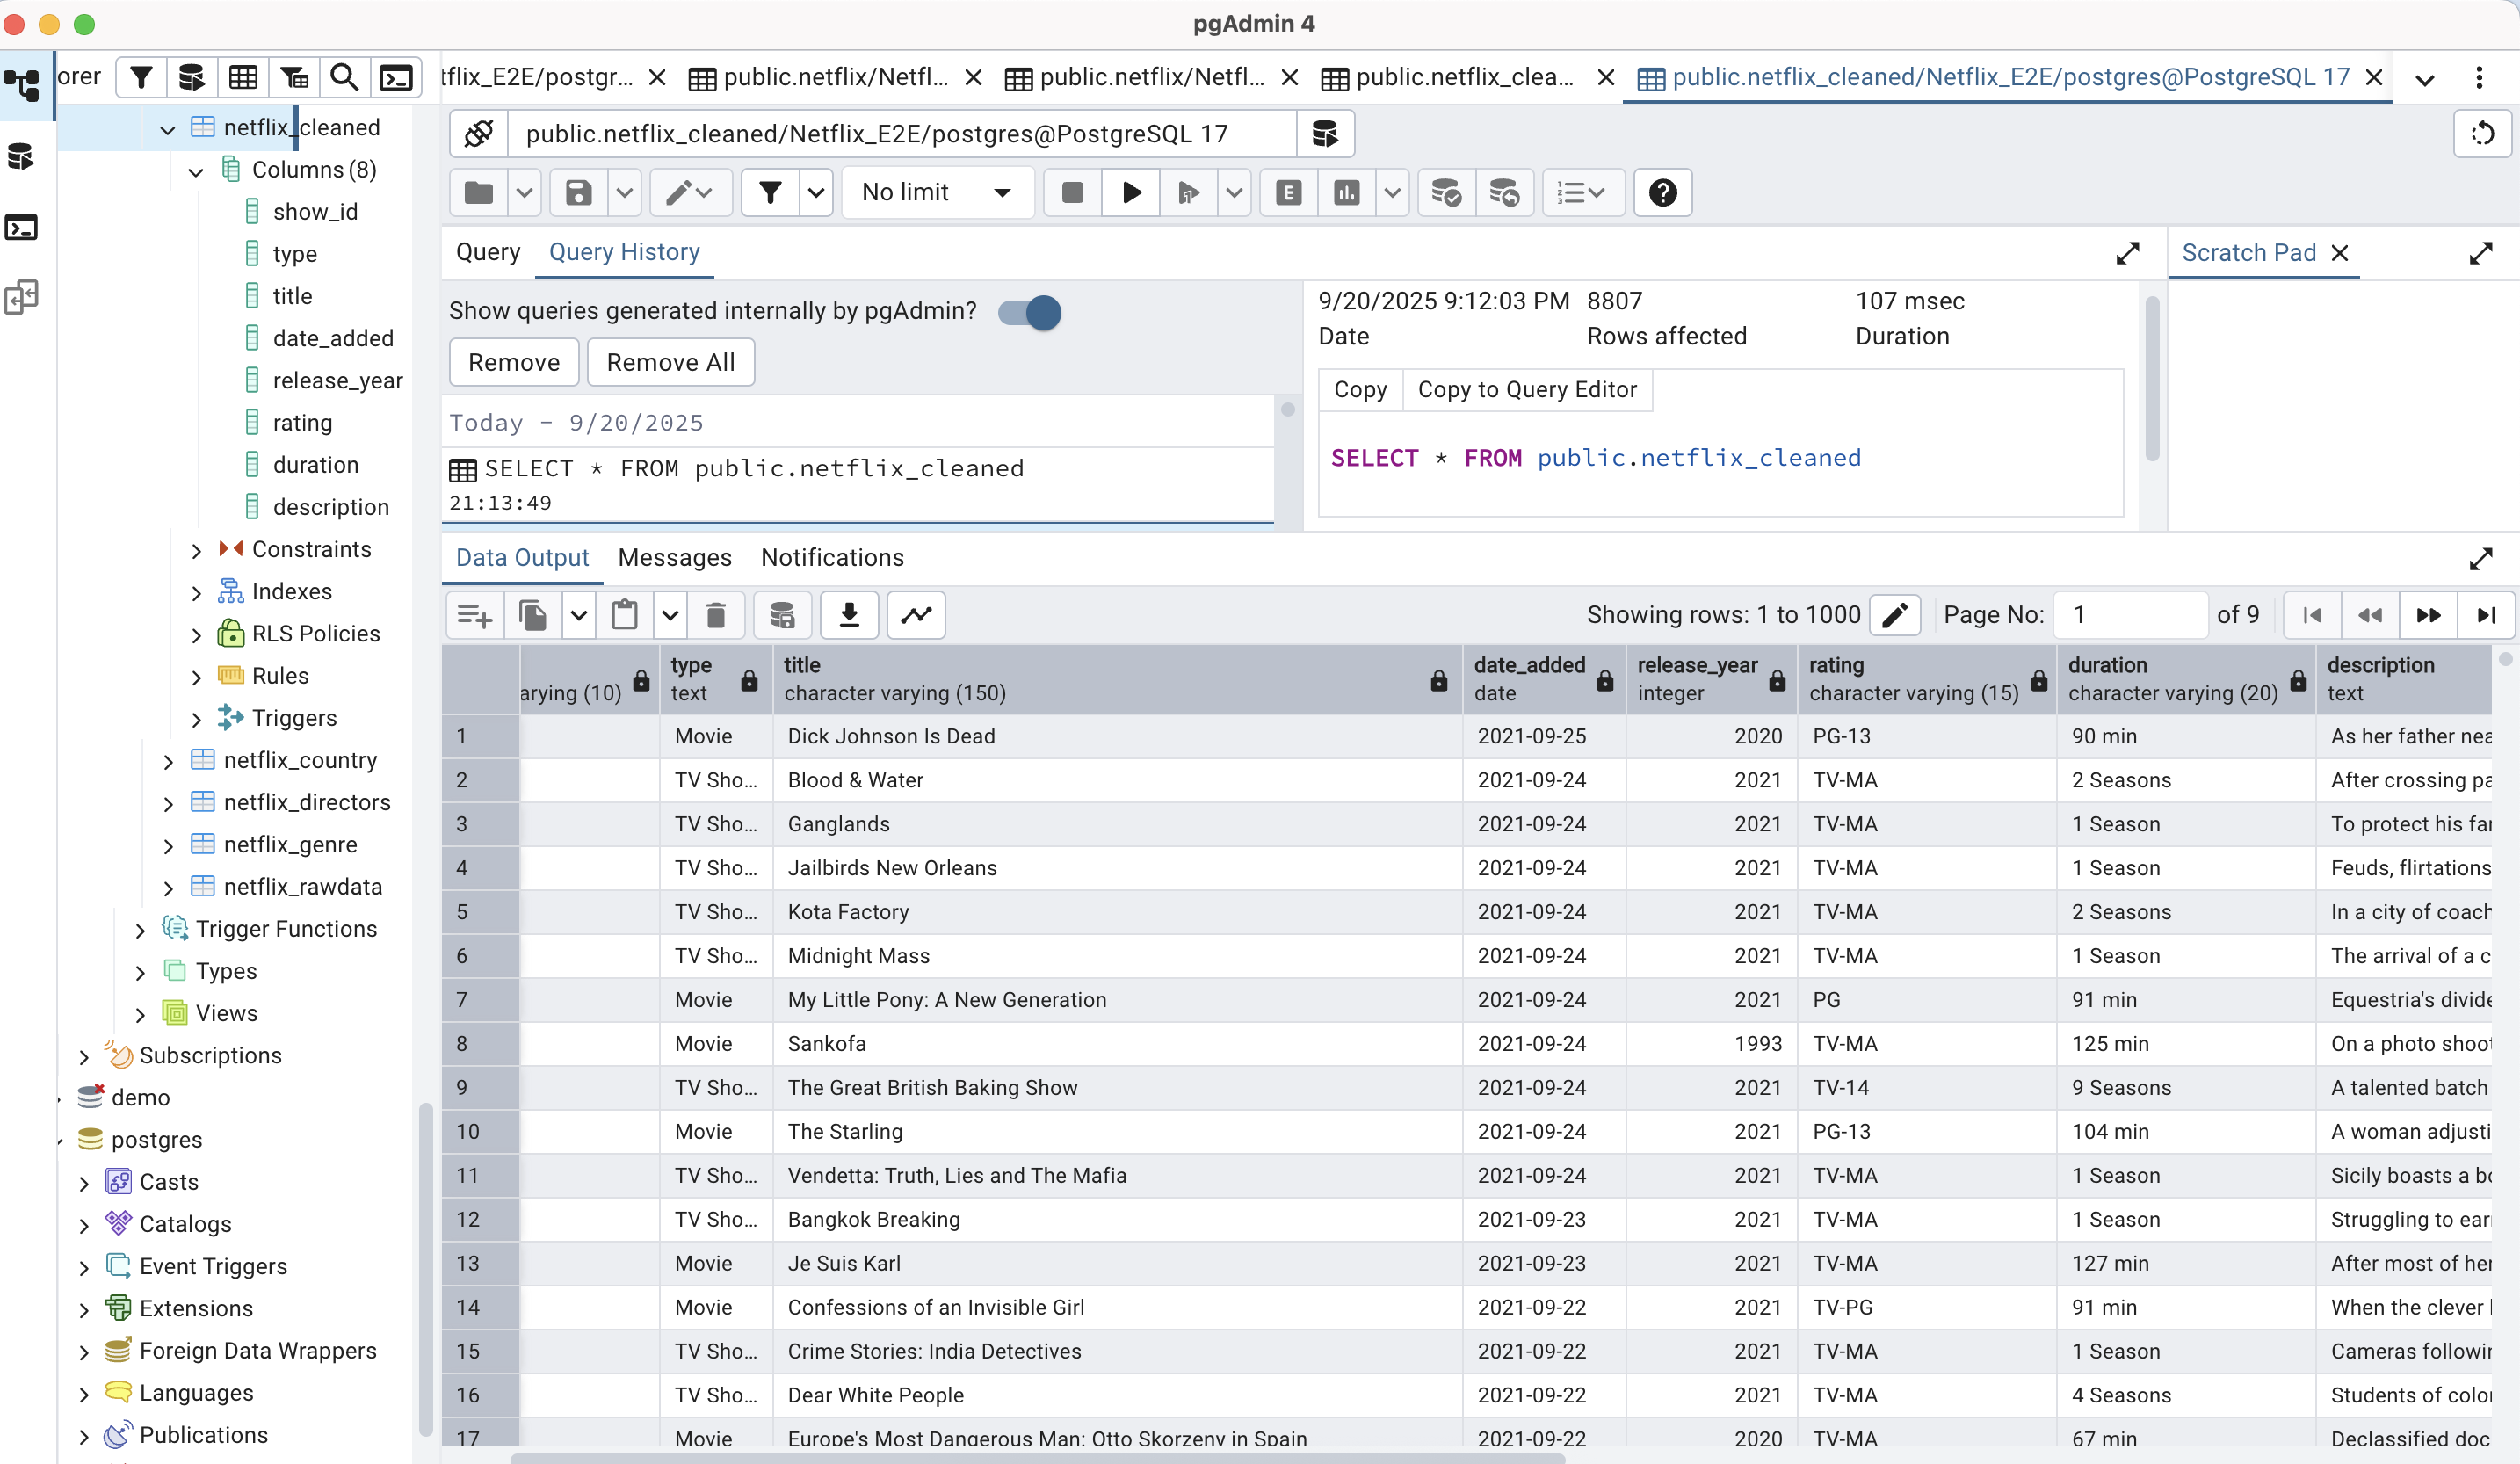 pgAdmin 4
orer
tflix_E2E/postgr...
public.netflix/Netfl...
public.netflix/Netfl...
public.netflix_clea...
public.netflix_cleaned/Netflix_E2E/postgres@PostgreSQL 17
netflix_cleaned
Columns (8)
show_id
type
title
date_added
release_year
rating
duration
description
Constraints
Indexes
RLS Policies
Rules
Triggers
netflix_country
netflix_directors
netflix_genre
netflix_rawdata
Trigger Functions
Types
Views
Subscriptions
demo
postgres
Casts
Catalogs
Event Triggers
Extensions
Foreign Data Wrappers
Languages
Publications
public.netflix_cleaned/Netflix_E2E/postgres@PostgreSQL 17
No limit
E
Query Query History
Show queries generated internally by pgAdmin?
Remove Remove All
Today - 9/20/2025
SELECT * FROM public.netflix_cleaned
21:13:49
9/20/2025 9:12:03 PM 8807 107 msec
Date Rows affected Duration
Copy Copy to Query Editor
SELECT * FROM public.netflix_cleaned
Scratch Pad
Data Output Messages Notifications
Showing rows: 1 to 1000 Page No: 1 of 9
type title date_added release_year rating duration description
arying (10) text character varying (150) date integer character varying (15) character varying (20) text
1 Movie Dick Johnson Is Dead 2021-09-25 2020 PG-13 90 min As her father nea
2 TV Sho... Blood & Water 2021-09-24 2021 TV-MA 2 Seasons After crossing pa
3 TV Sho... Ganglands 2021-09-24 2021 TV-MA 1 Season To protect his far
4 TV Sho... Jailbirds New Orleans 2021-09-24 2021 TV-MA 1 Season Feuds, flirtations
5 TV Sho... Kota Factory 2021-09-24 2021 TV-MA 2 Seasons In a city of coach
6 TV Sho... Midnight Mass 2021-09-24 2021 TV-MA 1 Season The arrival of a c
7 Movie My Little Pony: A New Generation 2021-09-24 2021 PG 91 min Equestria's divide
8 Movie Sankofa 2021-09-24 1993 TV-MA 125 min On a photo shoot
9 TV Sho... The Great British Baking Show 2021-09-24 2021 TV-14 9 Seasons A talented batch
10 Movie The Starling 2021-09-24 2021 PG-13 104 min A woman adjusti
11 TV Sho... Vendetta: Truth, Lies and The Mafia 2021-09-24 2021 TV-MA 1 Season Sicily boasts a bo
12 TV Sho... Bangkok Breaking 2021-09-23 2021 TV-MA 1 Season Struggling to ear
13 Movie Je Suis Karl 2021-09-23 2021 TV-MA 127 min After most of her
14 Movie Confessions of an Invisible Girl 2021-09-22 2021 TV-PG 91 min When the clever
15 TV Sho... Crime Stories: India Detectives 2021-09-22 2021 TV-MA 1 Season Cameras followin
16 TV Sho... Dear White People 2021-09-22 2021 TV-MA 4 Seasons Students of color
17 Movie Europe's Most Dangerous Man: Otto Skorzeny in Spain 2021-09-22 2020 TV-MA 67 min Declassified doc